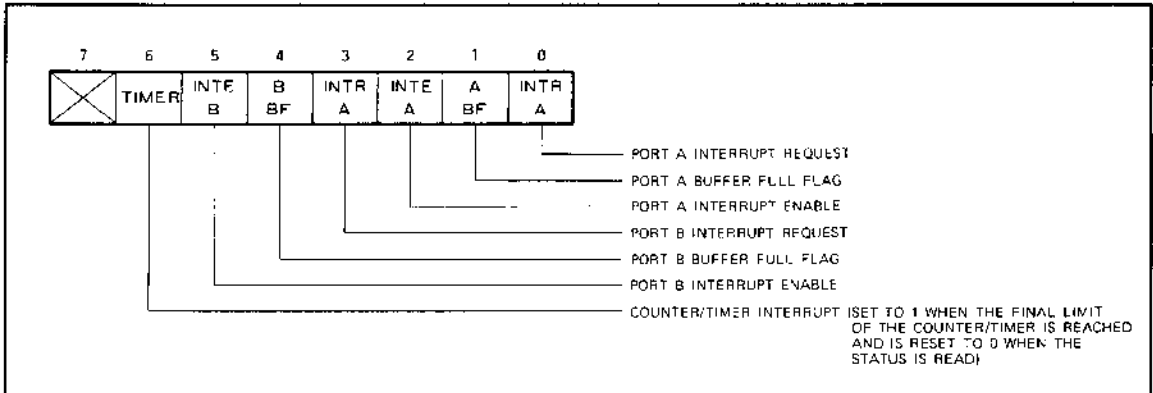 7 6 5 4 3 2 1 0
TIMER INTE B INTR INTE A INTR
B BF A A BF A
PORT A INTERRUPT REQUEST
PORT A BUFFER FULL FLAG
PORT A INTERRUPT ENABLE
PORT B INTERRUPT REQUEST
PORT B BUFFER FULL FLAG
PORT B INTERRUPT ENABLE
COUNTER/TIMER INTERRUPT (SET TO 1 WHEN THE FINAL LIMIT
OF THE COUNTER/TIMER IS REACHED
AND IS RESET TO 0 WHEN THE
STATUS IS READ)